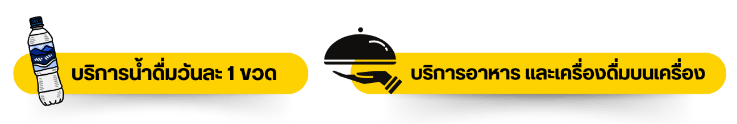 บริการน้ำดื่มวันละ 1 ขวด
บริการอาหาร และเครื่องดื่มบนเครื่อง